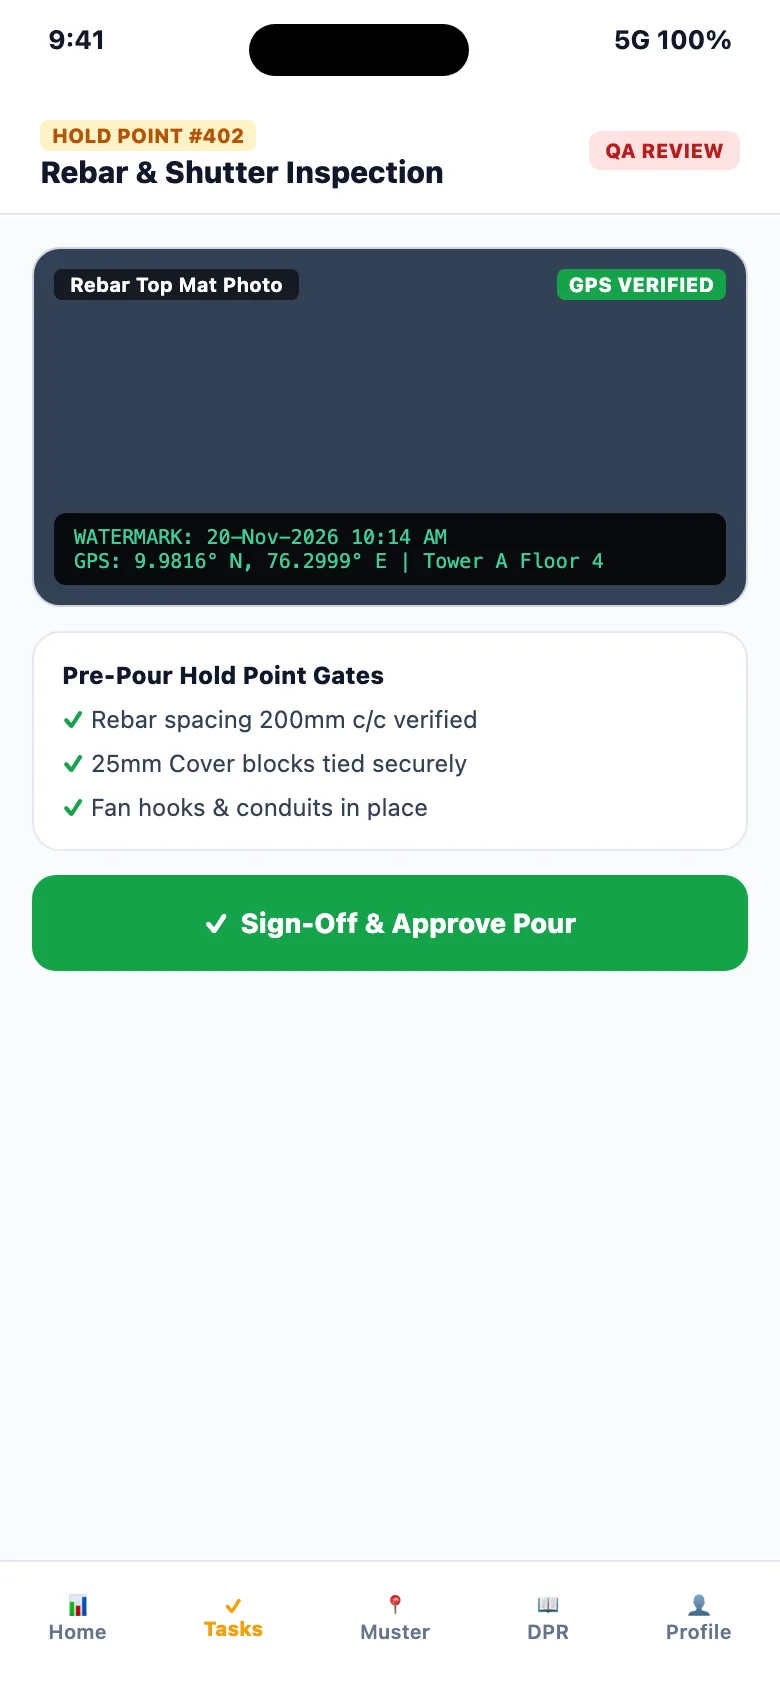 9:41
5G 100%
HOLD POINT #402
Rebar & Shutter Inspection
QA REVIEW
Rebar Top Mat Photo
GPS VERIFIED
WATERMARK: 20-Nov-2026 10:14 AM
GPS: 9.9816° N, 76.2999° E | Tower A Floor 4
Pre-Pour Hold Point Gates
✓ Rebar spacing 200mm c/c verified
✓ 25mm Cover blocks tied securely
✓ Fan hooks & conduits in place
✓ Sign-Off & Approve Pour
Home
Tasks
Muster
DPR
Profile